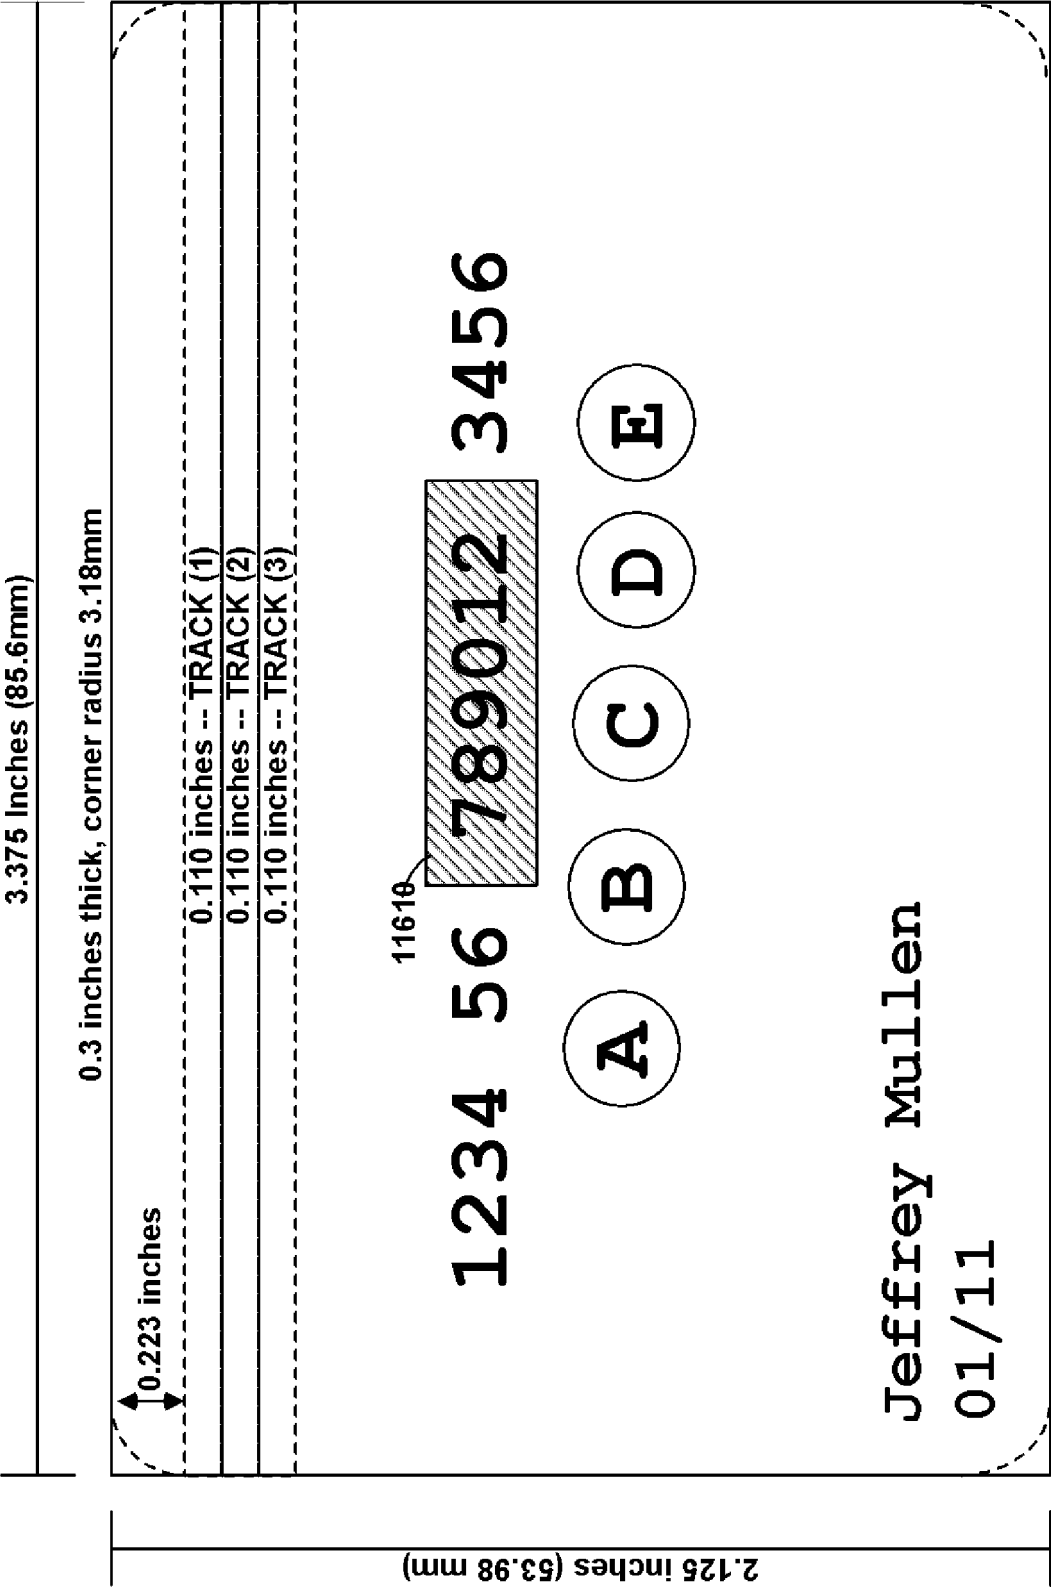 3.375 Inches (85.6mm)
0.3 inches thick, corner radius 3.18mm
0.223 inches
0.110 inches -- TRACK (1)
0.110 inches -- TRACK (2)
0.110 inches -- TRACK (3)
11610
1234 56 789012 3456
A B C D E
Jeffrey Mullen
01/11
2.125 inches (53.98 mm)